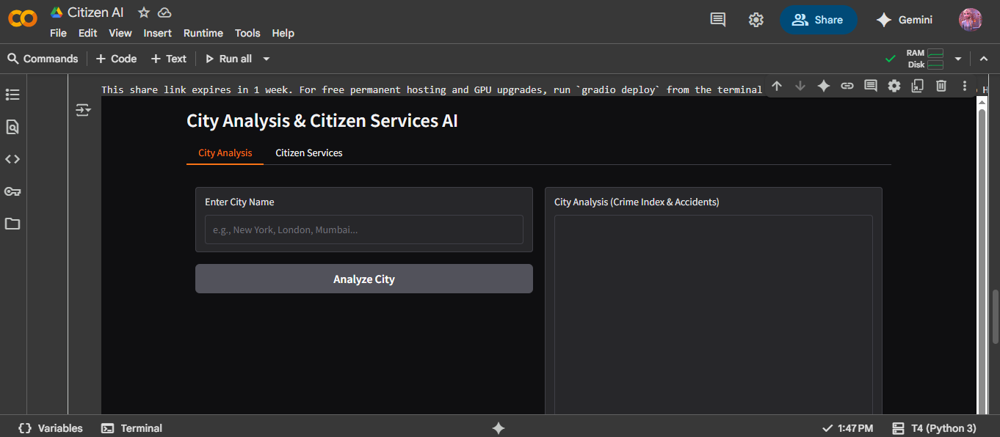 Citizen AI
File Edit View Insert Runtime Tools Help
Share
Gemini
Commands + Code + Text Run all
RAM
Disk
This share link expires in 1 week. For free permanent hosting and GPU upgrades, run `gradio deploy` from the terminal
City Analysis & Citizen Services AI
City Analysis Citizen Services
Enter City Name
e.g., New York, London, Mumbai...
Analyze City
City Analysis (Crime Index & Accidents)
Variables Terminal
1:47 PM T4 (Python 3)